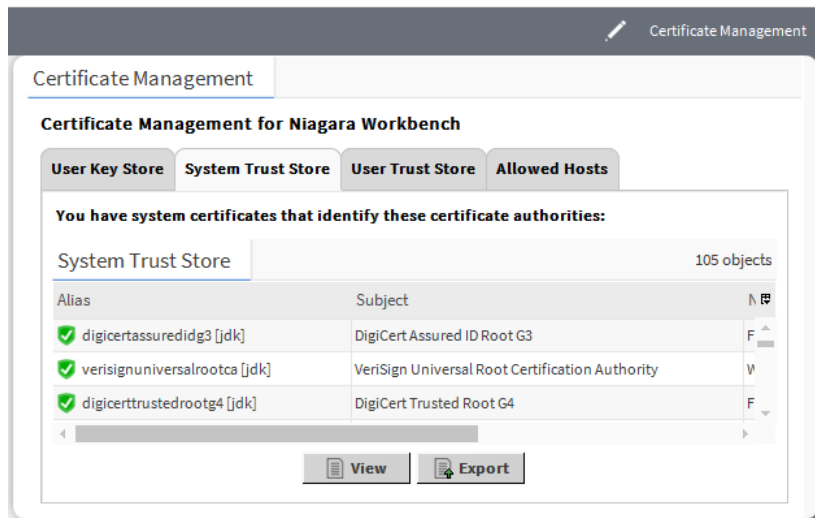 Certificate Management
Certificate Management
Certificate Management for Niagara Workbench
User Key Store System Trust Store User Trust Store Allowed Hosts
You have system certificates that identify these certificate authorities:
System Trust Store 105 objects
Alias Subject N
digicertassuredidg3 [jdk] DigiCert Assured ID Root G3 F
verisignuniversalrootca [jdk] VeriSign Universal Root Certification Authority W
digicerttrustedrootg4 [jdk] DigiCert Trusted Root G4 F
View Export